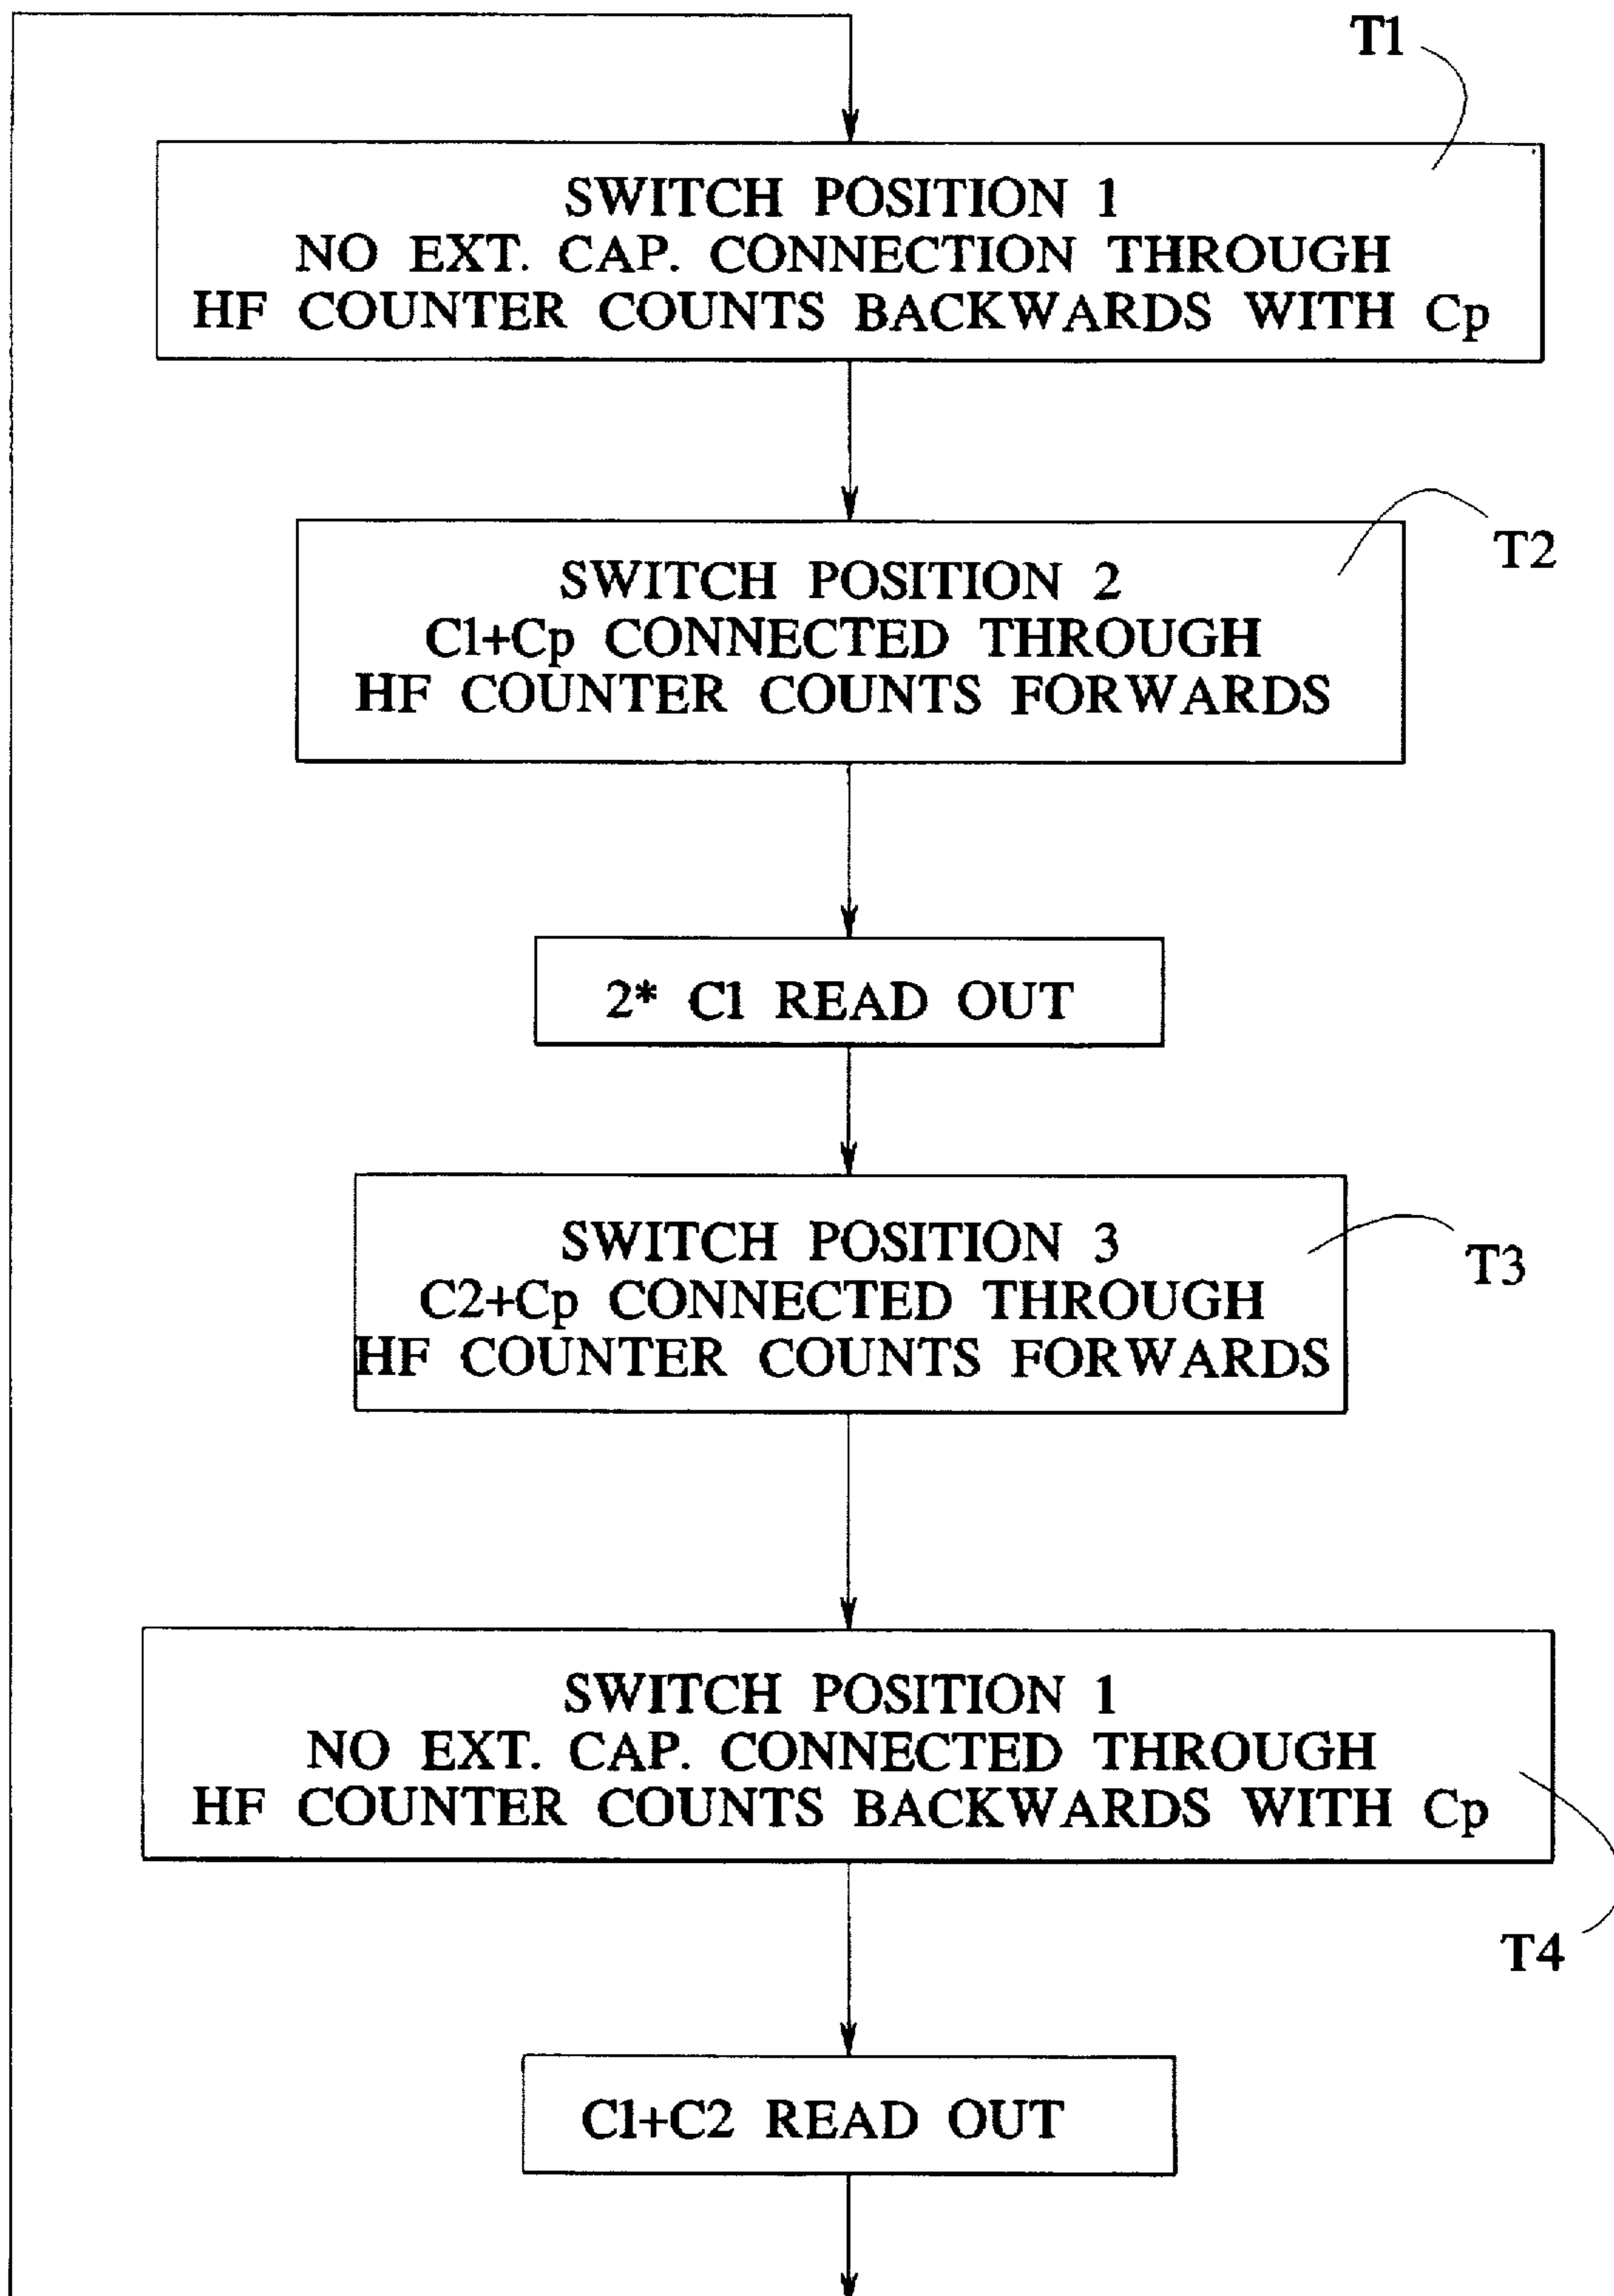 T1
SWITCH POSITION 1
NO EXT. CAP. CONNECTION THROUGH
HF COUNTER COUNTS BACKWARDS WITH Cp
T2
SWITCH POSITION 2
C1+Cp CONNECTED THROUGH
HF COUNTER COUNTS FORWARDS
2* C1 READ OUT
SWITCH POSITION 3
T3
C2+Cp CONNECTED THROUGH
HF COUNTER COUNTS FORWARDS
SWITCH POSITION 1
NO EXT. CAP. CONNECTED THROUGH
HF COUNTER COUNTS BACKWARDS WITH Cp
T4
C1+C2 READ OUT